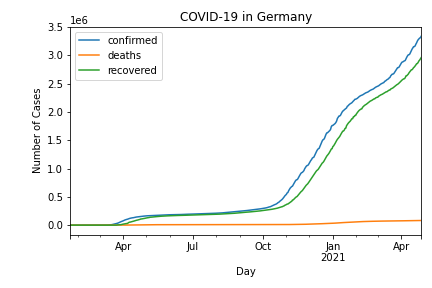 COVID-19 in Germany
1e6
3.5
3.0
2.5
2.0
1.5
1.0
0.5
0.0
Number of Cases
confirmed
deaths
recovered
Apr
Jul
Oct
Jan
2021
Apr
Day